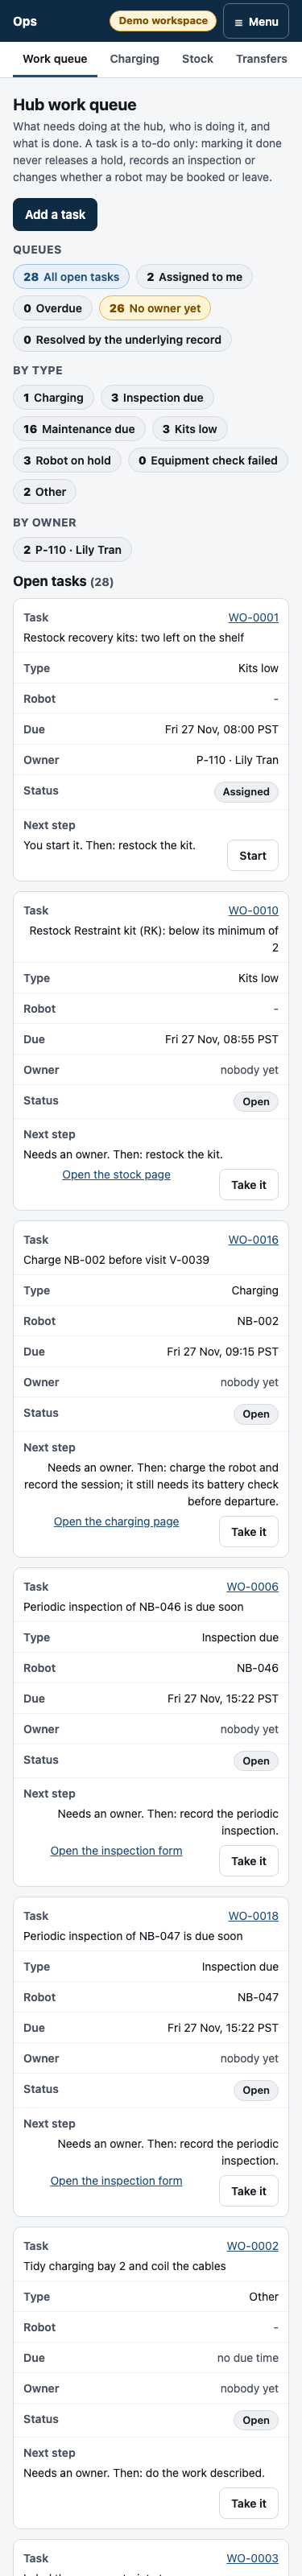 Ops
Demo workspace
≡ Menu
Work queue
Charging
Stock
Transfers
Hub work queue
What needs doing at the hub, who is doing it, and
what is done. A task is a to-do only: marking it done
never releases a hold, records an inspection or
changes whether a robot may be booked or leave.
Add a task
QUEUES
28 All open tasks
2 Assigned to me
0 Overdue
26 No owner yet
0 Resolved by the underlying record
BY TYPE
1 Charging
3 Inspection due
16 Maintenance due
3 Kits low
3 Robot on hold
0 Equipment check failed
2 Other
BY OWNER
2 P-110 · Lily Tran
Open tasks (28)
Task WO-0001
Restock recovery kits: two left on the shelf
Type Kits low
Robot -
Due Fri 27 Nov, 08:00 PST
Owner P-110 · Lily Tran
Status Assigned
Next step
You start it. Then: restock the kit.
Start
Task WO-0010
Restock Restraint kit (RK): below its minimum of
2
Type Kits low
Robot -
Due Fri 27 Nov, 08:55 PST
Owner nobody yet
Status Open
Next step
Needs an owner. Then: restock the kit.
Open the stock page
Take it
Task WO-0016
Charge NB-002 before visit V-0039
Type Charging
Robot NB-002
Due Fri 27 Nov, 09:15 PST
Owner nobody yet
Status Open
Next step
Needs an owner. Then: charge the robot and
record the session; it still needs its battery check
before departure.
Open the charging page
Take it
Task WO-0006
Periodic inspection of NB-046 is due soon
Type Inspection due
Robot NB-046
Due Fri 27 Nov, 15:22 PST
Owner nobody yet
Status Open
Next step
Needs an owner. Then: record the periodic
inspection.
Open the inspection form
Take it
Task WO-0018
Periodic inspection of NB-047 is due soon
Type Inspection due
Robot NB-047
Due Fri 27 Nov, 15:22 PST
Owner nobody yet
Status Open
Next step
Needs an owner. Then: record the periodic
inspection.
Open the inspection form
Take it
Task WO-0002
Tidy charging bay 2 and coil the cables
Type Other
Robot -
Due no due time
Owner nobody yet
Status Open
Next step
Needs an owner. Then: do the work described.
Take it
Task WO-0003